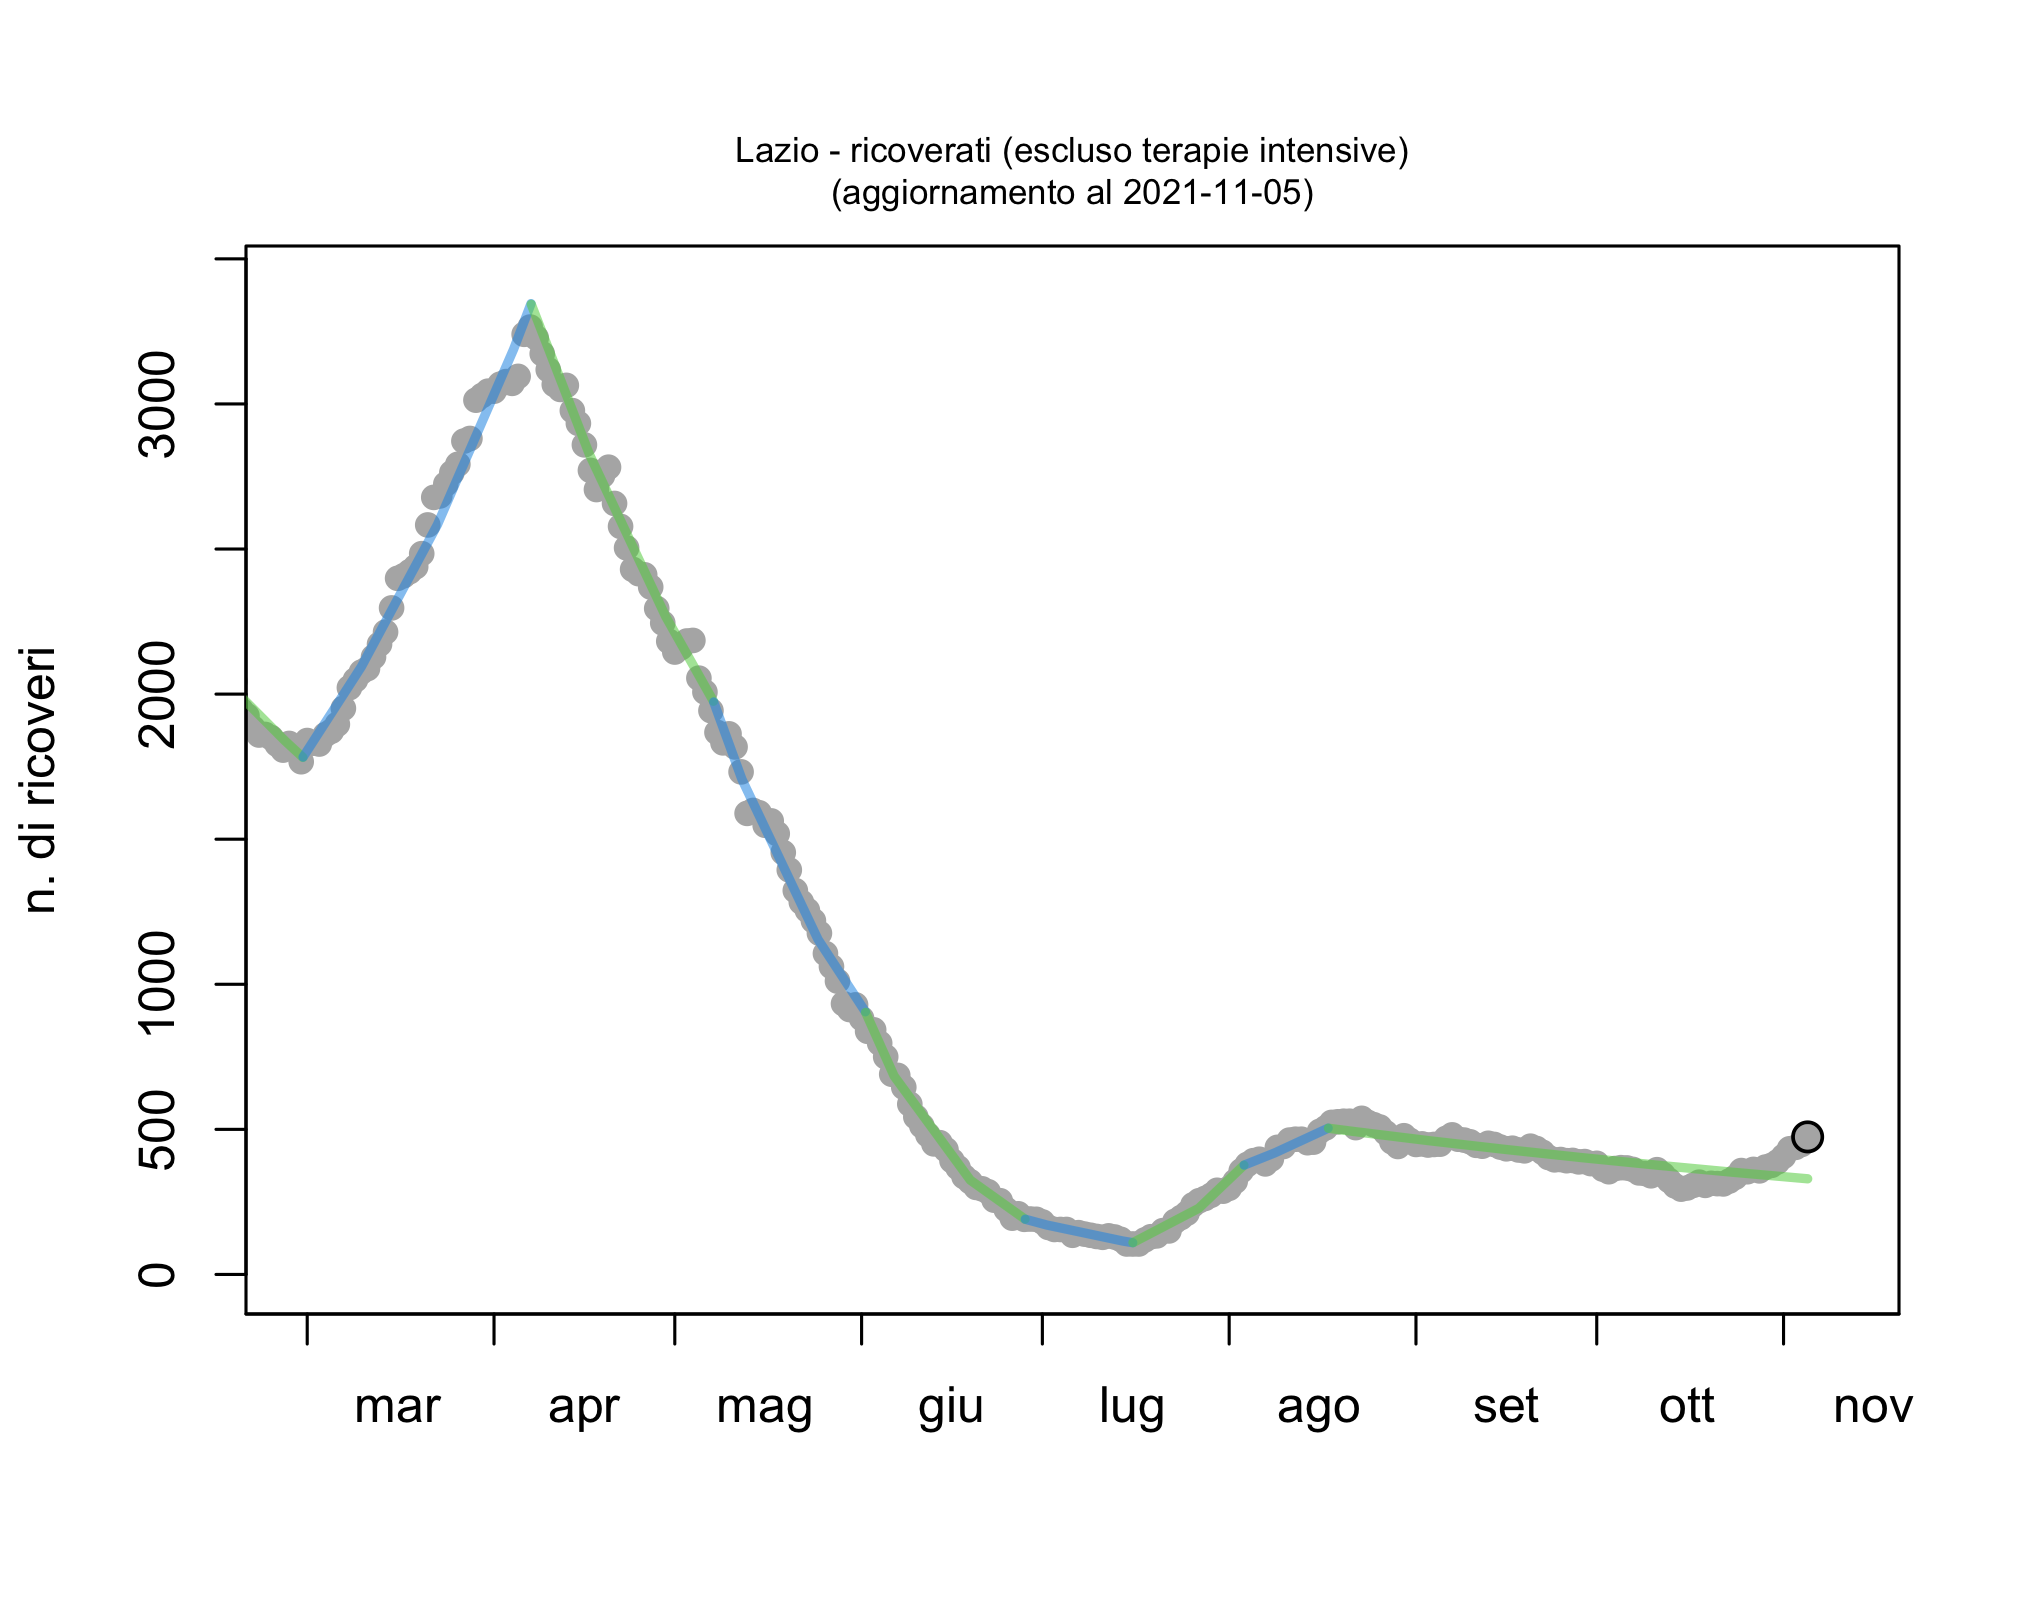 Lazio - ricoverati (escluso terapie intensive)
(aggiornamento al 2021-11-05)
n. di ricoveri
3000
2000
1000
500
0
mar apr mag giu lug ago set ott nov